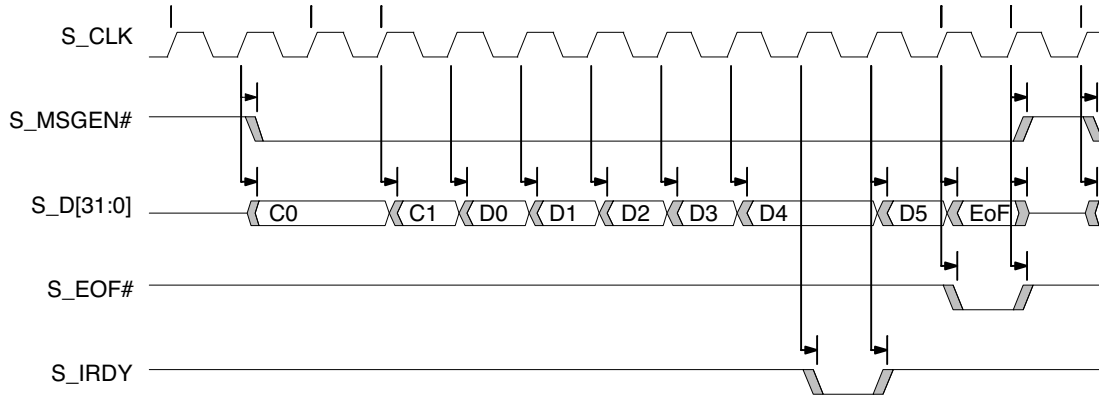 S_CLK
S_MSGEN#
S_D[31:0] C0 C1 D0 D1 D2 D3 D4 D5 EoF
S_EOF#
S_IRDY